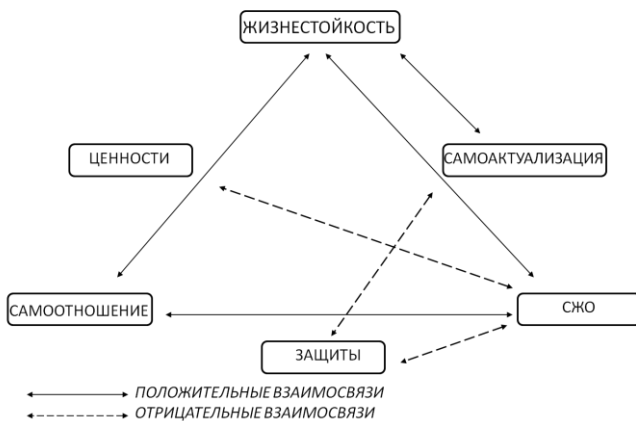 ЖИЗНЕСТОЙКОСТЬ
ЦЕННОСТИ
САМОАКТУАЛИЗАЦИЯ
САМООТНОШЕНИЕ
СЖО
ЗАЩИТЫ
ПОЛОЖИТЕЛЬНЫЕ ВЗАИМОСВЯЗИ
ОТРИЦАТЕЛЬНЫЕ ВЗАИМОСВЯЗИ